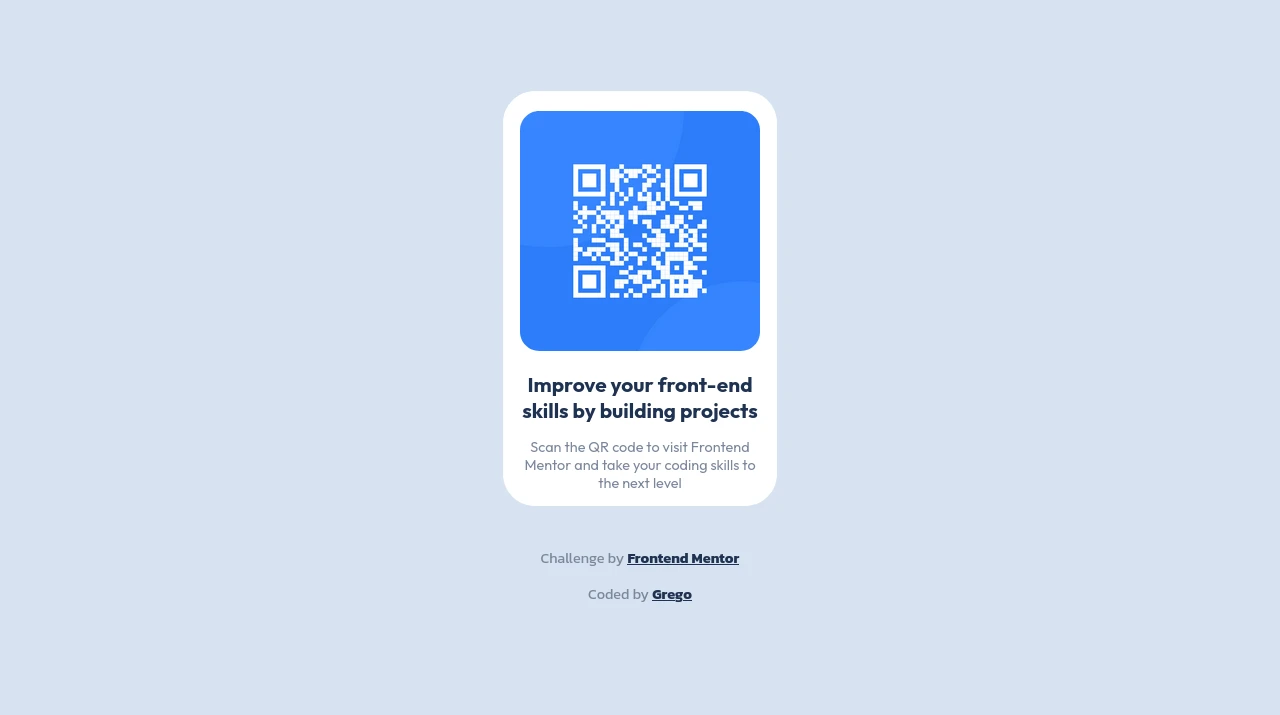 Improve your front-end
skills by building projects
Scan the QR code to visit Frontend
Mentor and take your coding skills to
the next level
Challenge by Frontend Mentor
Coded by Grego